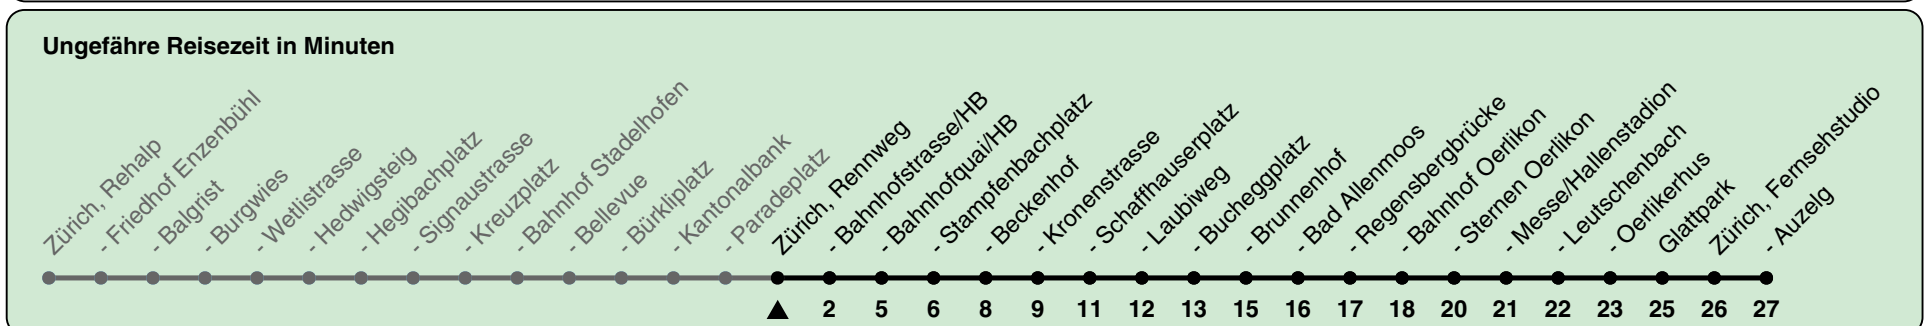 Ungefähre Reisezeit in Minuten
Zürich, Rehalp
- Friedhof Enzenbühl
- Balgrist
- Burgwies
- Wetlistrasse
- Hedwigsteig
- Hegibachplatz
- Signaustrasse
- Kreuzplatz
- Bahnhof Stadelhofen
- Bellevue
- Bürkliplatz
- Kantonalbank
- Paradeplatz
Zürich, Rennweg
- Bahnhofstrasse/HB
- Bahnhofquai/HB
- Stampfenbachplatz
- Beckenhof
- Kronenstrasse
- Schaffhauserplatz
- Laubiweg
- Bucheggplatz
- Brunnenhof
- Bad Allenmoos
- Regensbergbrücke
- Bahnhof Oerlikon
- Sternen Oerlikon
- Messe/Hallenstadion
- Leutschenbach
- Oerlikerhus
Glattpark
Zürich, Fernsehstudio
- Auzelg
2 5 6 8 9 11 12 13 15 16 17 18 20 21 22 23 25 26 27